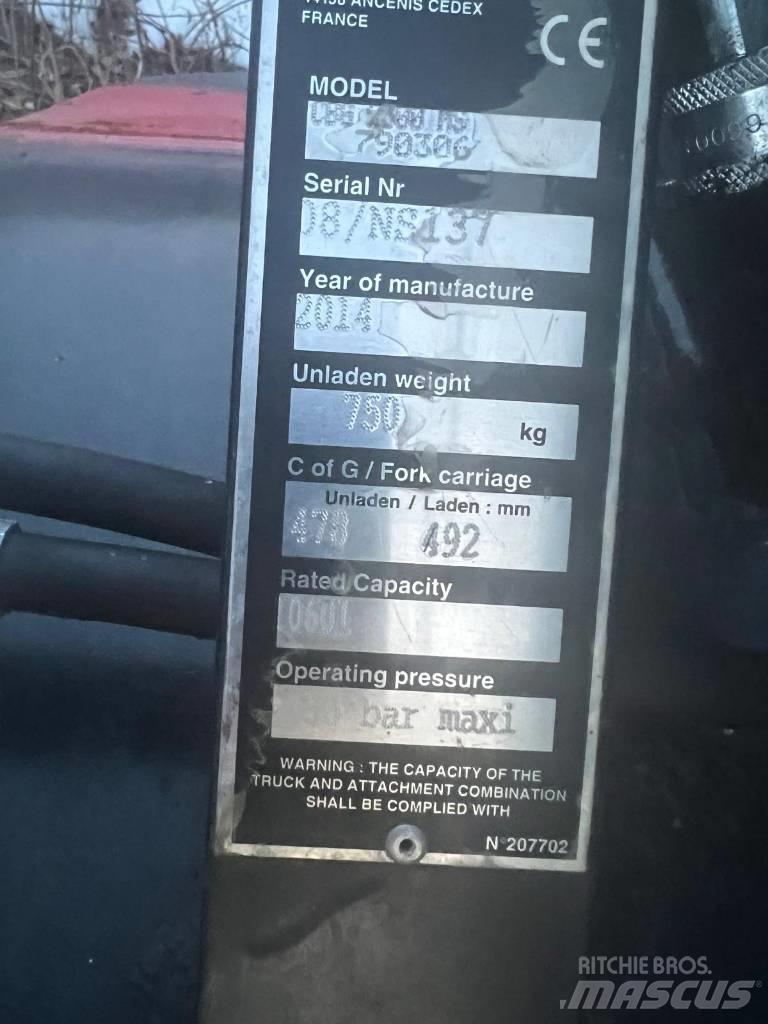 ANCENIS CEDEX
FRANCE
CE
MODEL
790306
Serial Nr
Year of manufacture
2014
Unladen weight
750 kg
C of G / Fork carriage
Unladen / Laden : mm
492
Rated Capacity
0601
Operating pressure
bar maxi
WARNING : THE CAPACITY OF THE
TRUCK AND ATTACHMENT COMBINATION
SHALL BE COMPLIED WITH
N°207702
RITCHIE BROS.
MASCUS